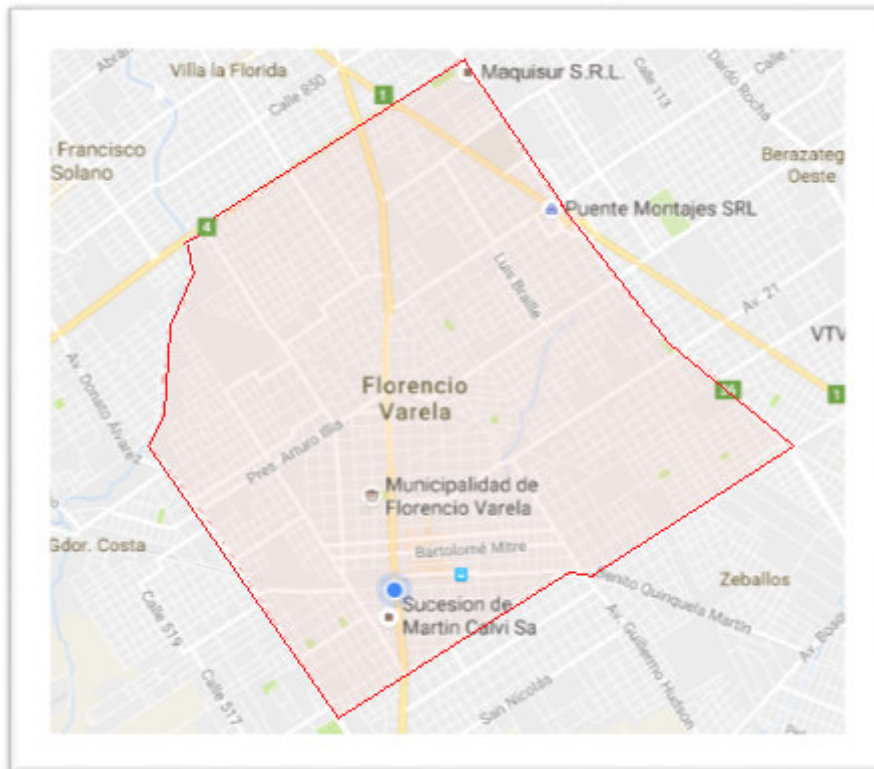 Villa la Florida
Maquisur S.R.L.
Calle 113
Dardo Rocha
Calle
Calle 850
1
Francisco
Solano
Berazateg
Oeste
4
Puente Montajes SRL
Luis Braille
Av. 21
VTV
Av. Donato Álvarez
Florencio
Varela
1
Pres. Arturo Illia
Municipalidad de
Florencio Varela
Gdor. Costa
Bartolomé Mitre
Benito Quinquela Martín
Zeballos
Sucesion de
Martin Calvi Sa
Calle 519
Av. Guillermo Hudson
Calle 517
San Nicolás